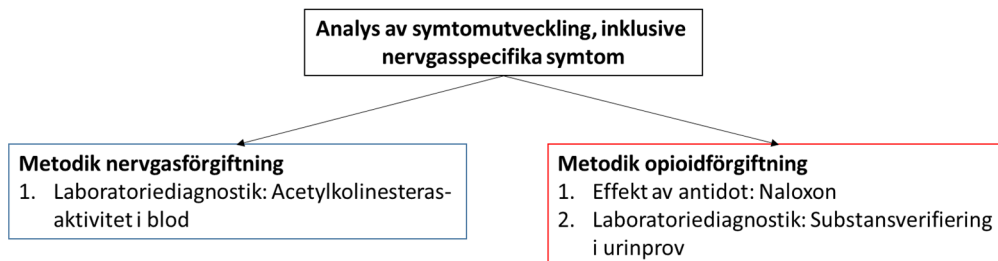 Analys av symtomutveckling, inklusive
nervgasspecifika symtom
Metodik nervgasförgiftning
1. Laboratoriediagnostik: Acetylkolinesteras-
aktivitet i blod
Metodik opioidförgiftning
1. Effekt av antidot: Naloxon
2. Laboratoriediagnostik: Substansverifiering
i urinprov